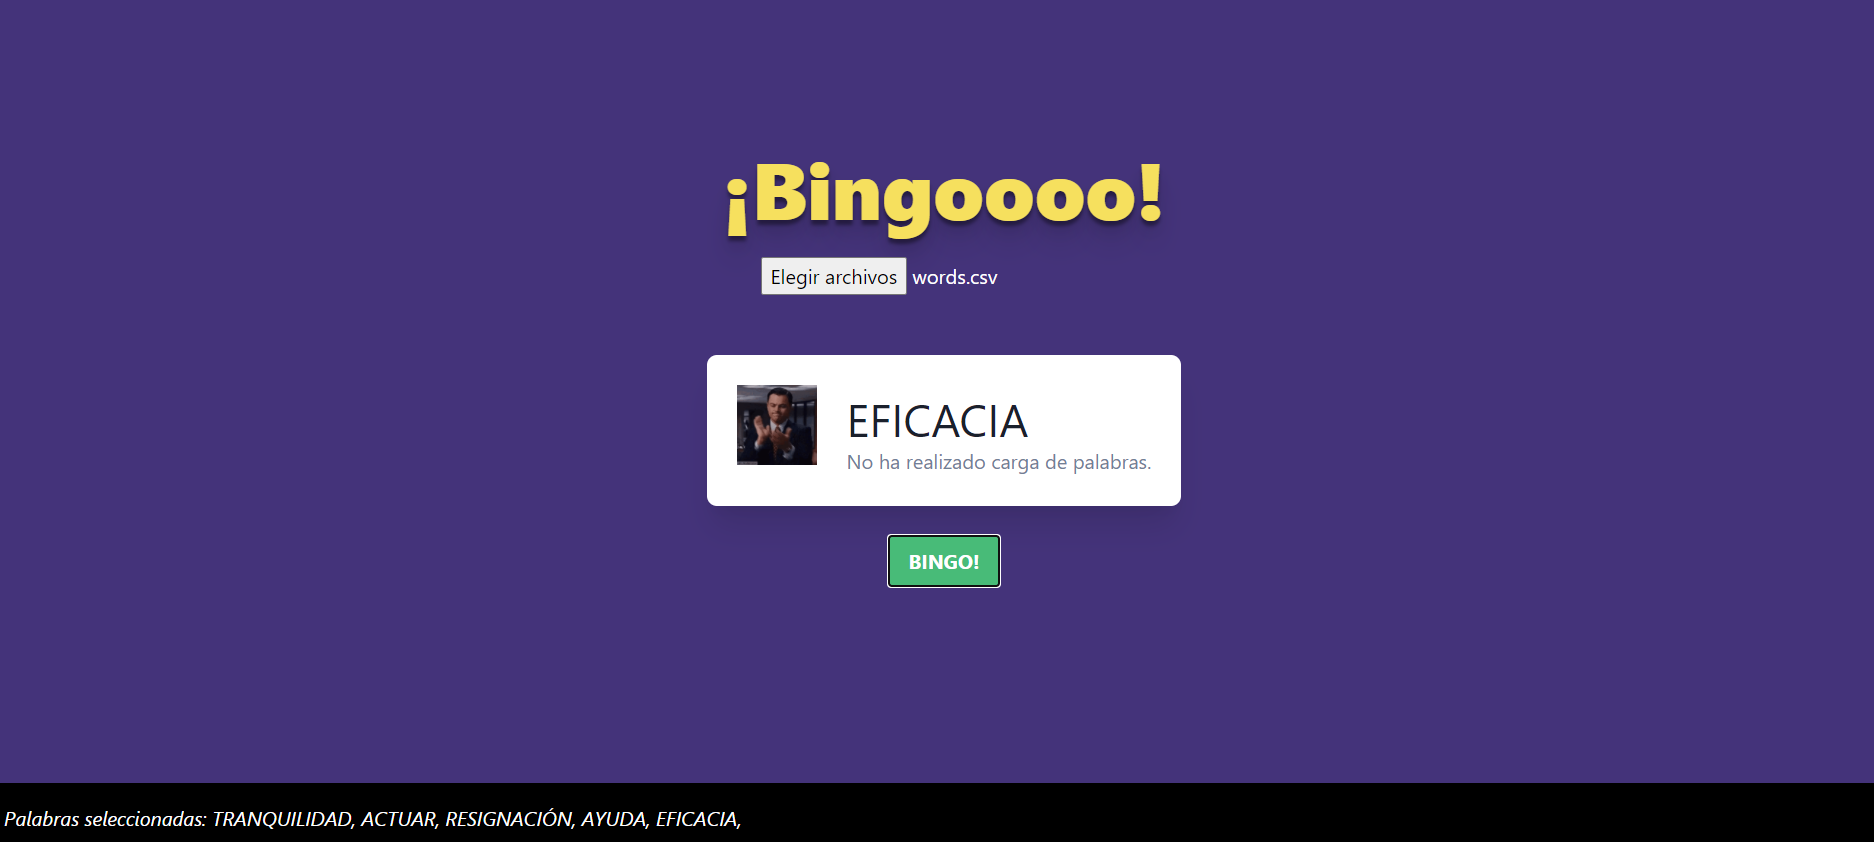 ¡Bingoooo!
Elegir archivos words.csv
EFICACIA
No ha realizado carga de palabras.
BINGO!
Palabras seleccionadas: TRANQUILIDAD, ACTUAR, RESIGNACIÓN, AYUDA, EFICACIA,